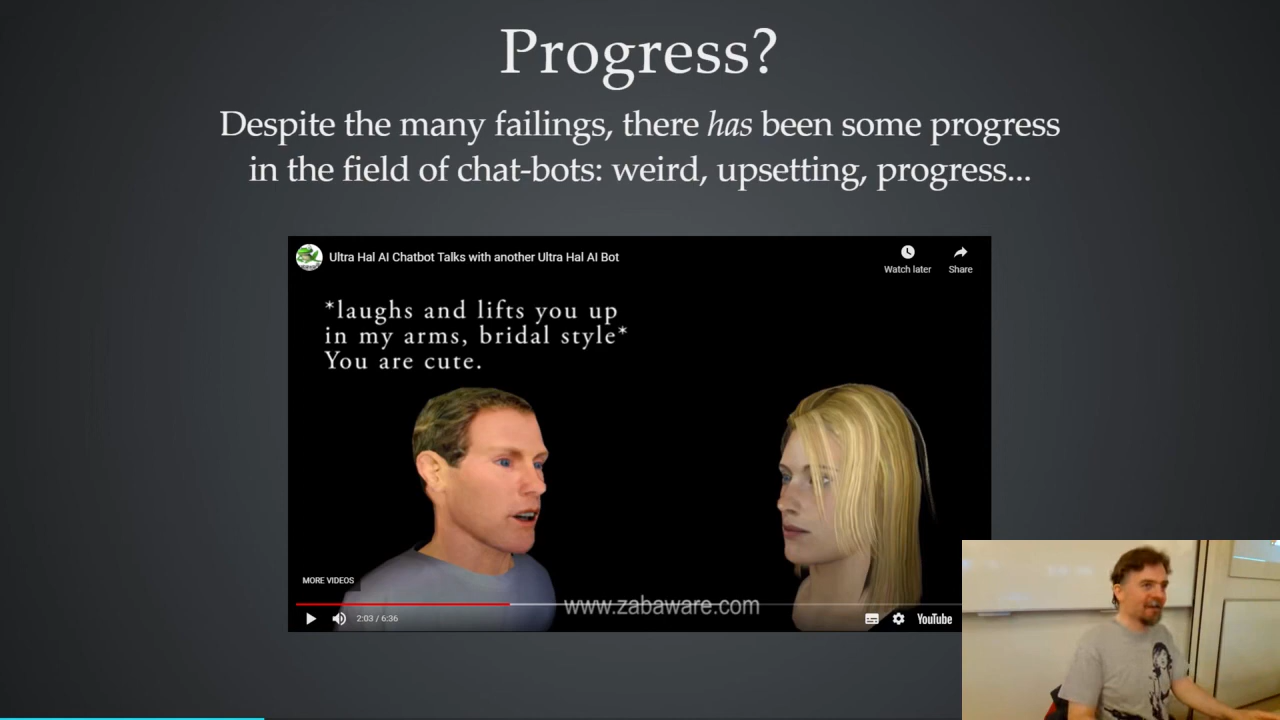 Progress?
Despite the many failings, there has been some progress
in the field of chat-bots: weird, upsetting, progress...
Ultra Hal AI Chatbot Talks with another Ultra Hal AI Bot
Watch later
Share
*laughs and lifts you up
in my arms, bridal style*
You are cute.
MORE VIDEOS
www.zabaware.com
2:03 / 6:36
YouTube